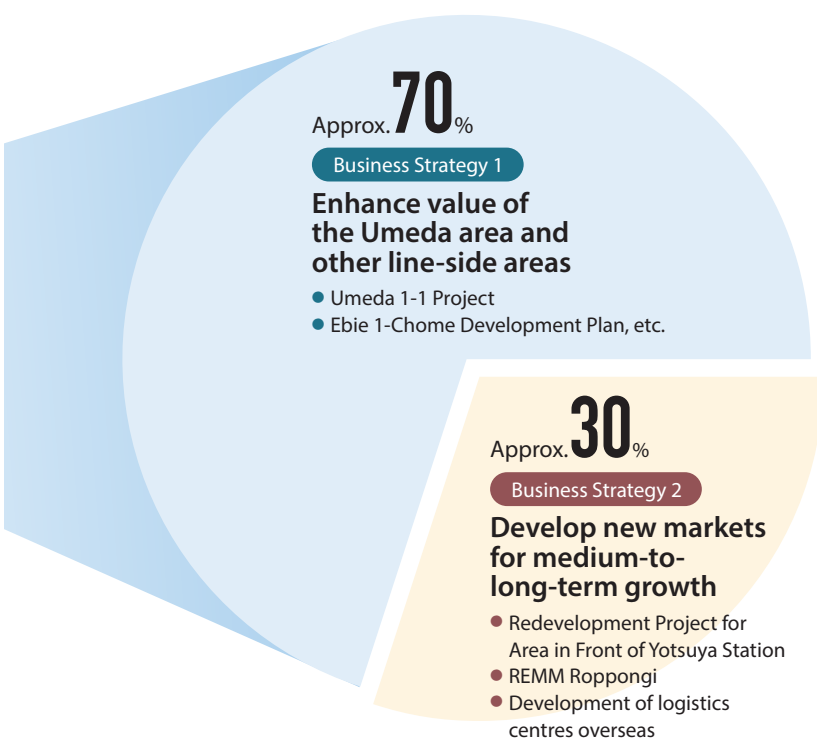 Approx. 70%
Business Strategy 1
Enhance value of
the Umeda area and
other line-side areas
● Umeda 1-1 Project
● Ebie 1-Chome Development Plan, etc.
Approx. 30%
Business Strategy 2
Develop new markets
for medium-to-
long-term growth
● Redevelopment Project for
Area in Front of Yotsuya Station
● REMM Roppongi
● Development of logistics
centres overseas